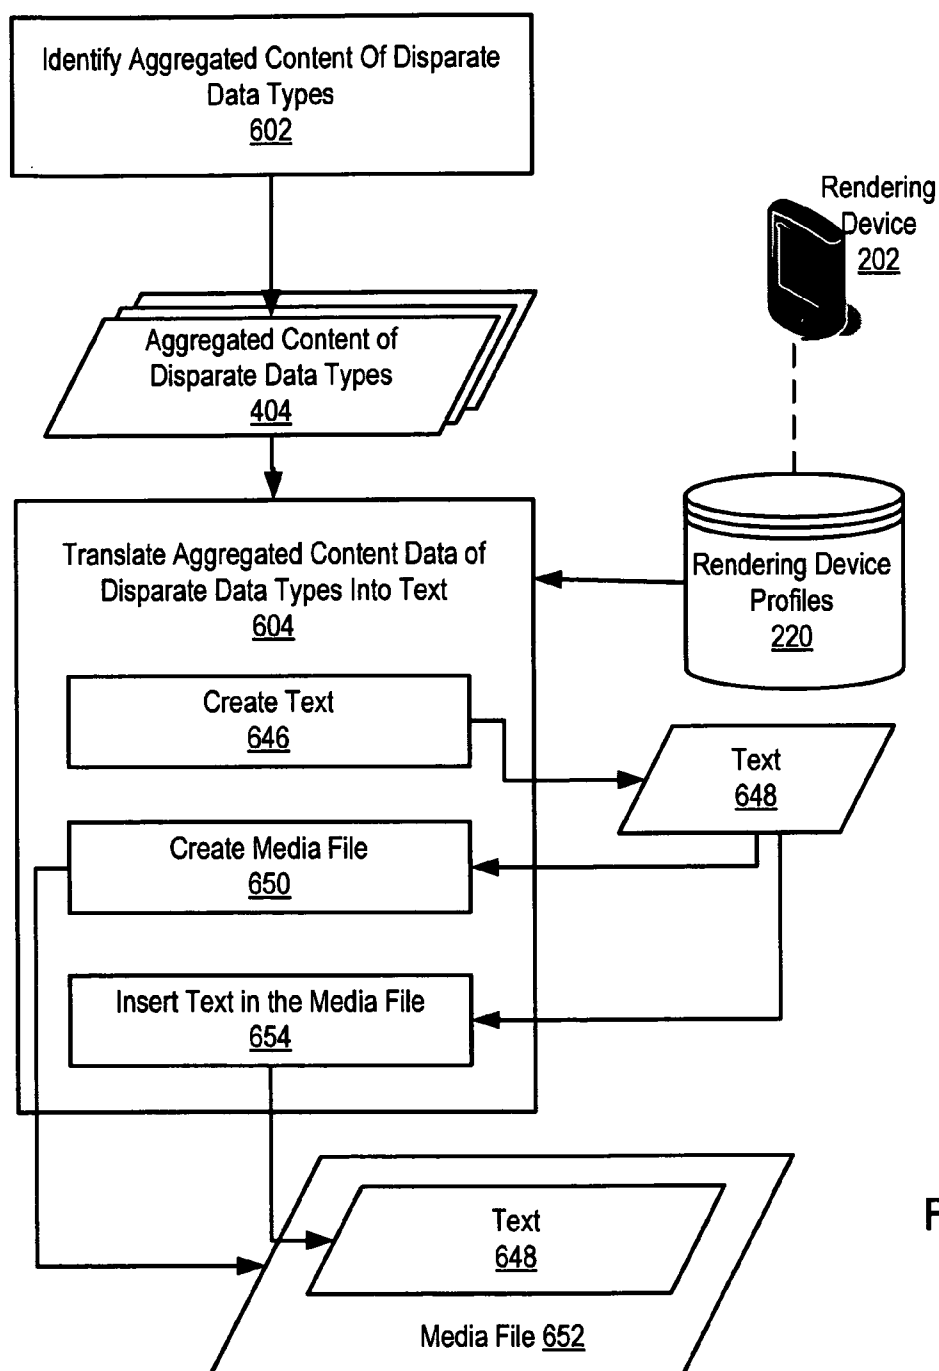 Identify Aggregated Content Of Disparate
Data Types
602
Rendering
Device
202
Aggregated Content of
Disparate Data Types
404
Translate Aggregated Content Data of
Disparate Data Types Into Text
604
Rendering Device
Profiles
220
Create Text
646
Text
648
Create Media File
650
Insert Text in the Media File
654
Text
648
Media File 652